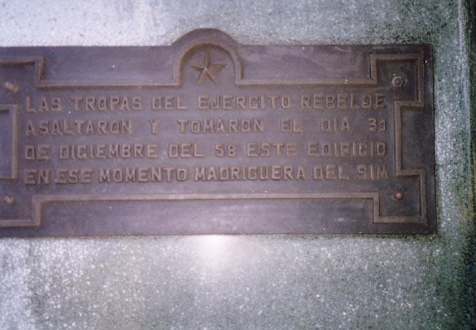 LAS TROPAS DEL EJERCITO REBELDE
ASALTARON Y TOMARON EL DIA
DE DICIEMBRE DEL 58 ESTE EDIFICIO
EN ESE MOMENTO MADRIGUERA DEL SIM